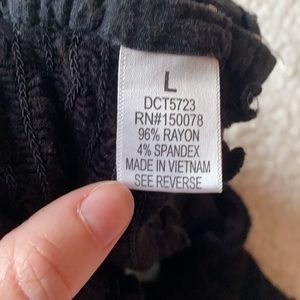 L
DCT5723
RN#150078
96% RAYON
4% SPANDEX
MADE IN VIETNAM
SEE REVERSE